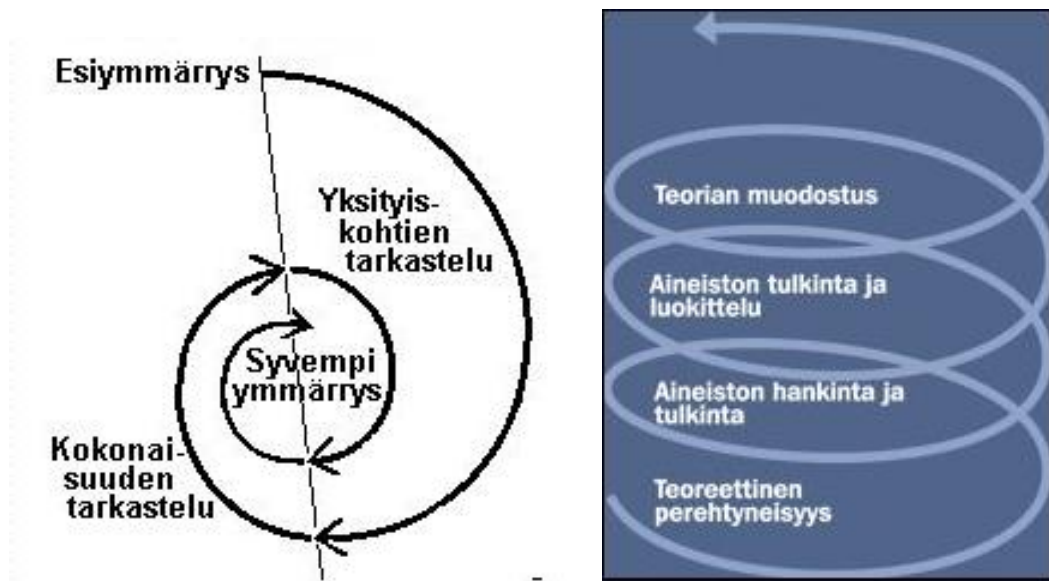 Esiymmärrys
Yksityis-
kohtien
tarkastelu
Syvempi
ymmärrys
Kokonai-
suuden
tarkastelu
Teorian muodostus
Aineiston tulkinta ja
luokittelu
Aineiston hankinta ja
tulkinta
Teoreettinen
perehtyneisyys